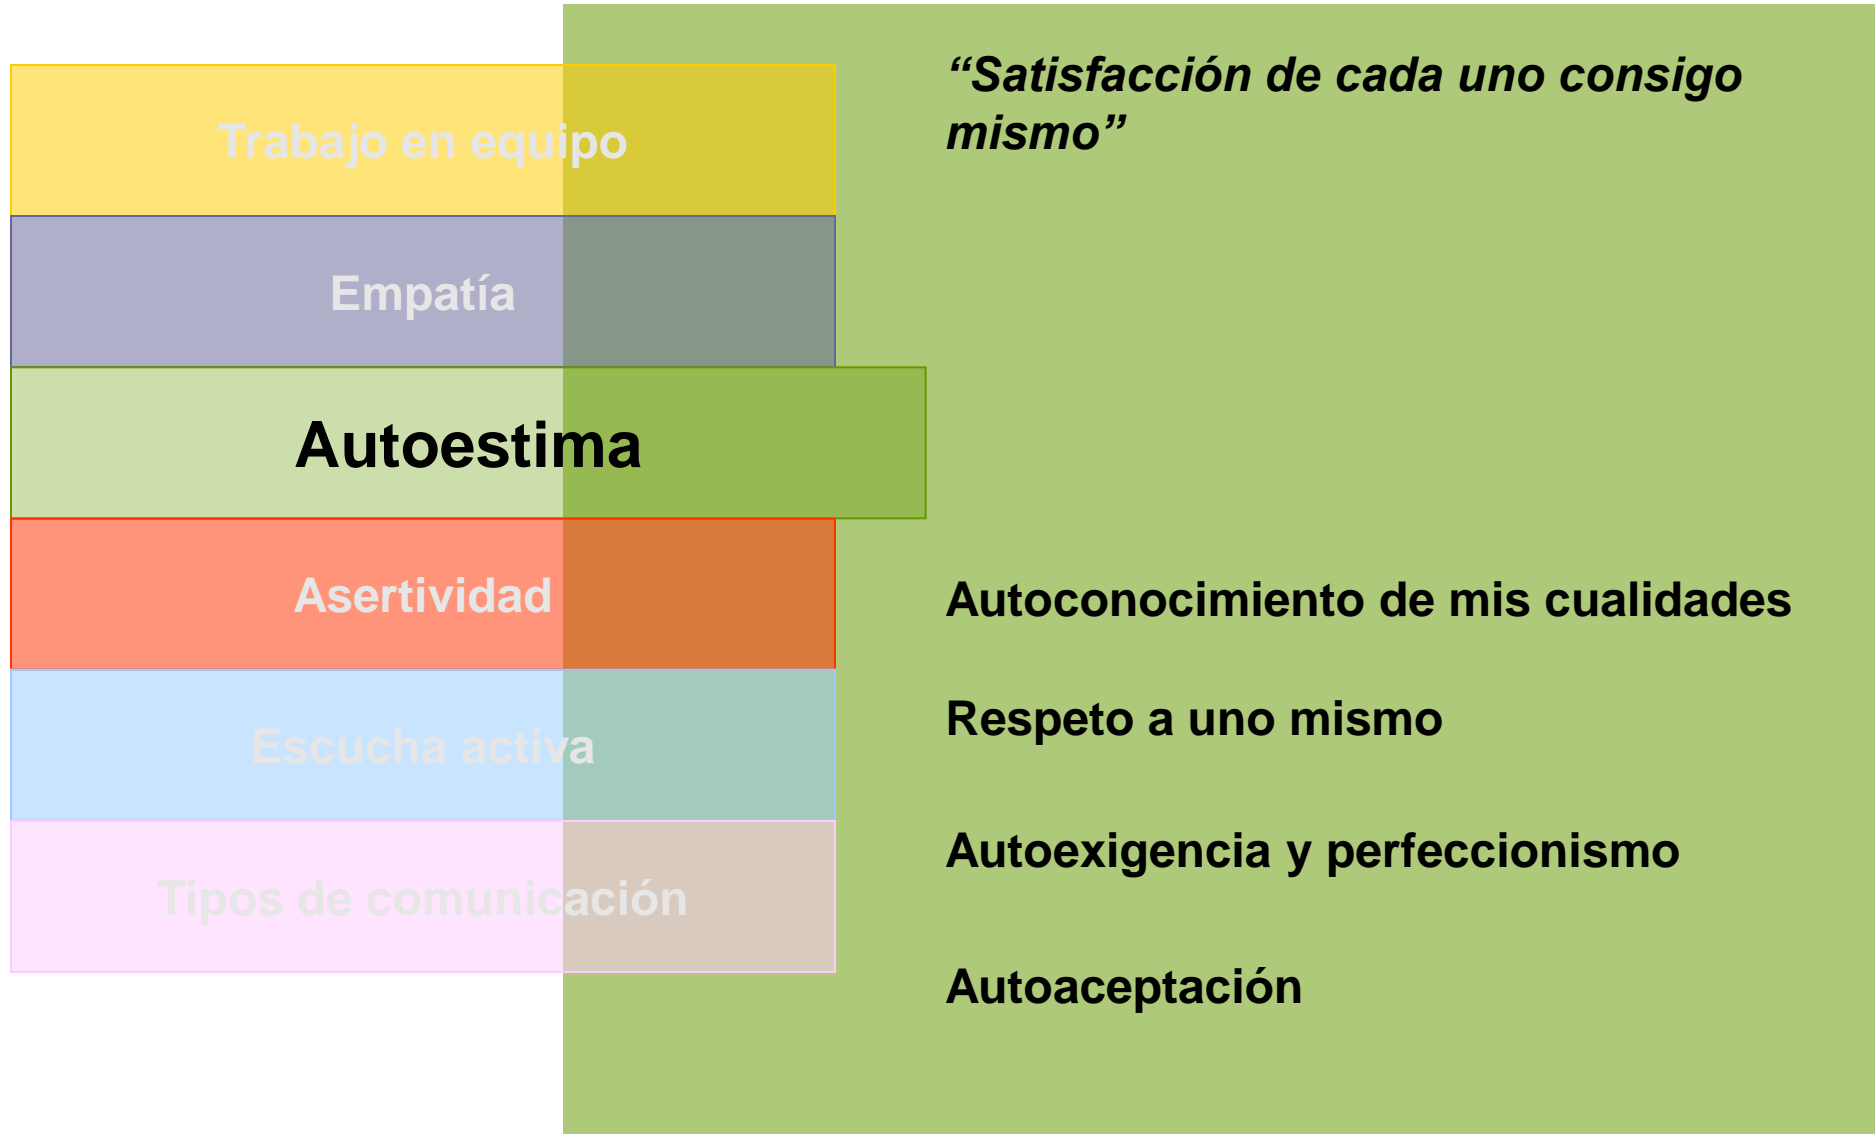 Trabajo en equipo
Empatía
Autoestima
Asertividad
Escucha activa
Tipos de comunicación
“Satisfacción de cada uno consigo
mismo”
Autoconocimiento de mis cualidades
Respeto a uno mismo
Autoexigencia y perfeccionismo
Autoaceptación